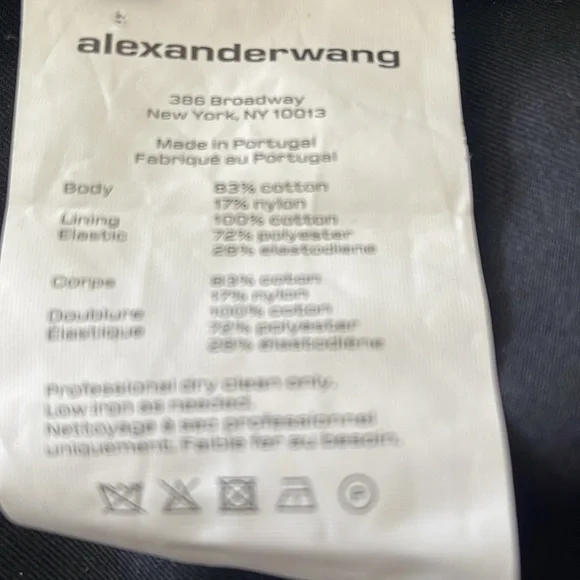 alexanderwang
386 Broadway
New York, NY 10013
Made in Portugal
Fabriqué au Portugal
Body 83% cotton
17% nylon
Lining 100% cotton
Elastic 72% polyester
28% elastodiene
Corps 83% coton
17% nylon
Doublure 100% coton
Élastique 72% polyester
28% elastodiène
Professional dry clean only.
Low iron as needed.
Nettoyage à sec professionnel
uniquement. Faible fer au besoin.
P